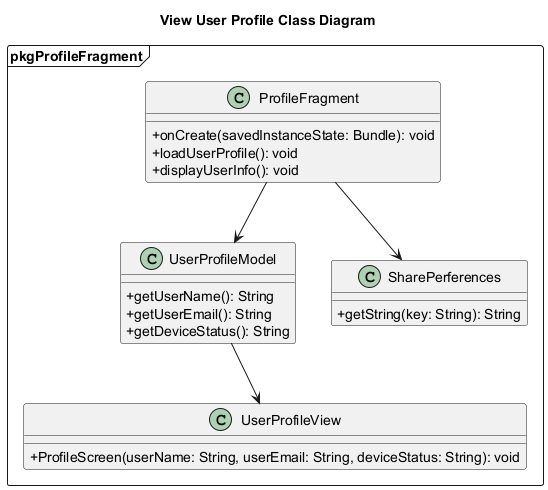 View User Profile Class Diagram
pkgProfileFragment
C ProfileFragment
+onCreate(savedInstanceState: Bundle): void
+loadUserProfile(): void
+displayUserInfo(): void
C UserProfileModel
+getUserName(): String
+getUserEmail(): String
+getDeviceStatus(): String
C SharePerferences
+getString(key: String): String
C UserProfileView
+ProfileScreen(userName: String, userEmail: String, deviceStatus: String): void